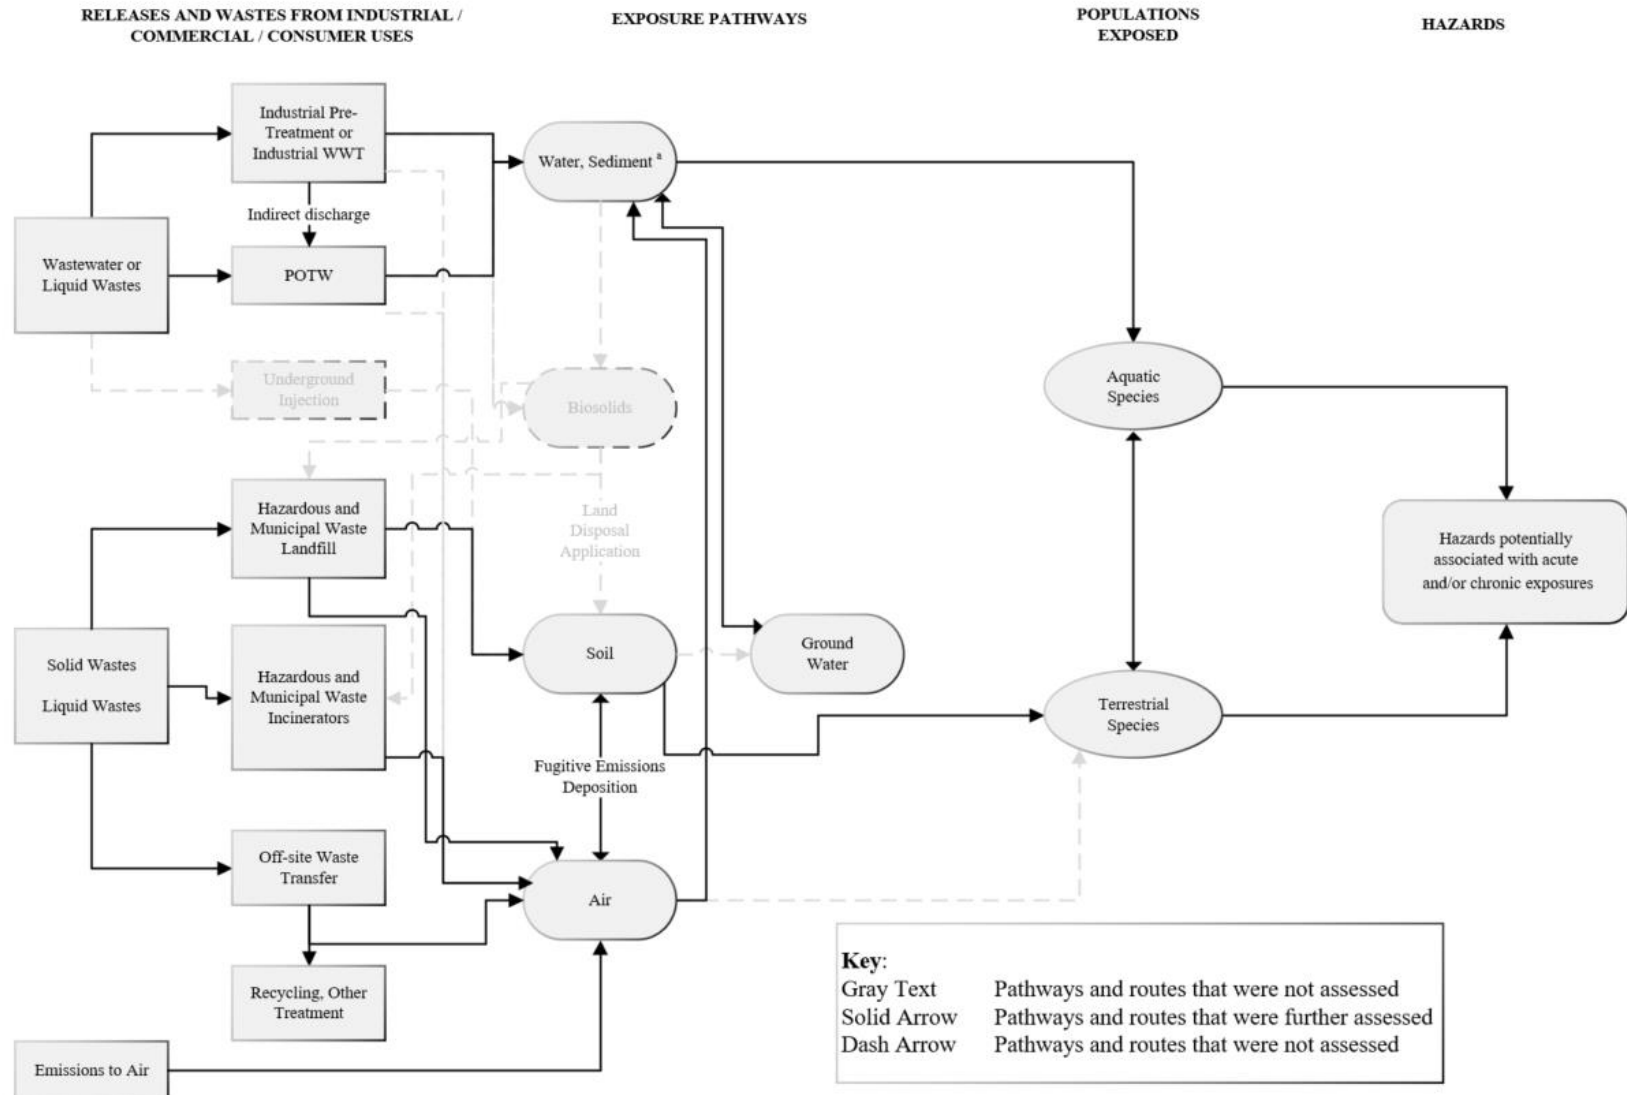 RELEASES AND WASTES FROM INDUSTRIAL /
COMMERCIAL / CONSUMER USES
EXPOSURE PATHWAYS
POPULATIONS
EXPOSED
HAZARDS
Industrial Pre-
Treatment or
Industrial WWT
Water, Sediment a
Indirect discharge
Wastewater or
Liquid Wastes
POTW
Underground
Injection
Biosolids
Aquatic
Species
Hazardous and
Municipal Waste
Landfill
Land
Disposal
Application
Hazards potentially
associated with acute
and/or chronic exposures
Solid Wastes
Liquid Wastes
Hazardous and
Municipal Waste
Incinerators
Soil
Ground
Water
Terrestrial
Species
Fugitive Emissions
Deposition
Off-site Waste
Transfer
Air
Recycling, Other
Treatment
Emissions to Air
Key:
Gray Text Pathways and routes that were not assessed
Solid Arrow Pathways and routes that were further assessed
Dash Arrow Pathways and routes that were not assessed